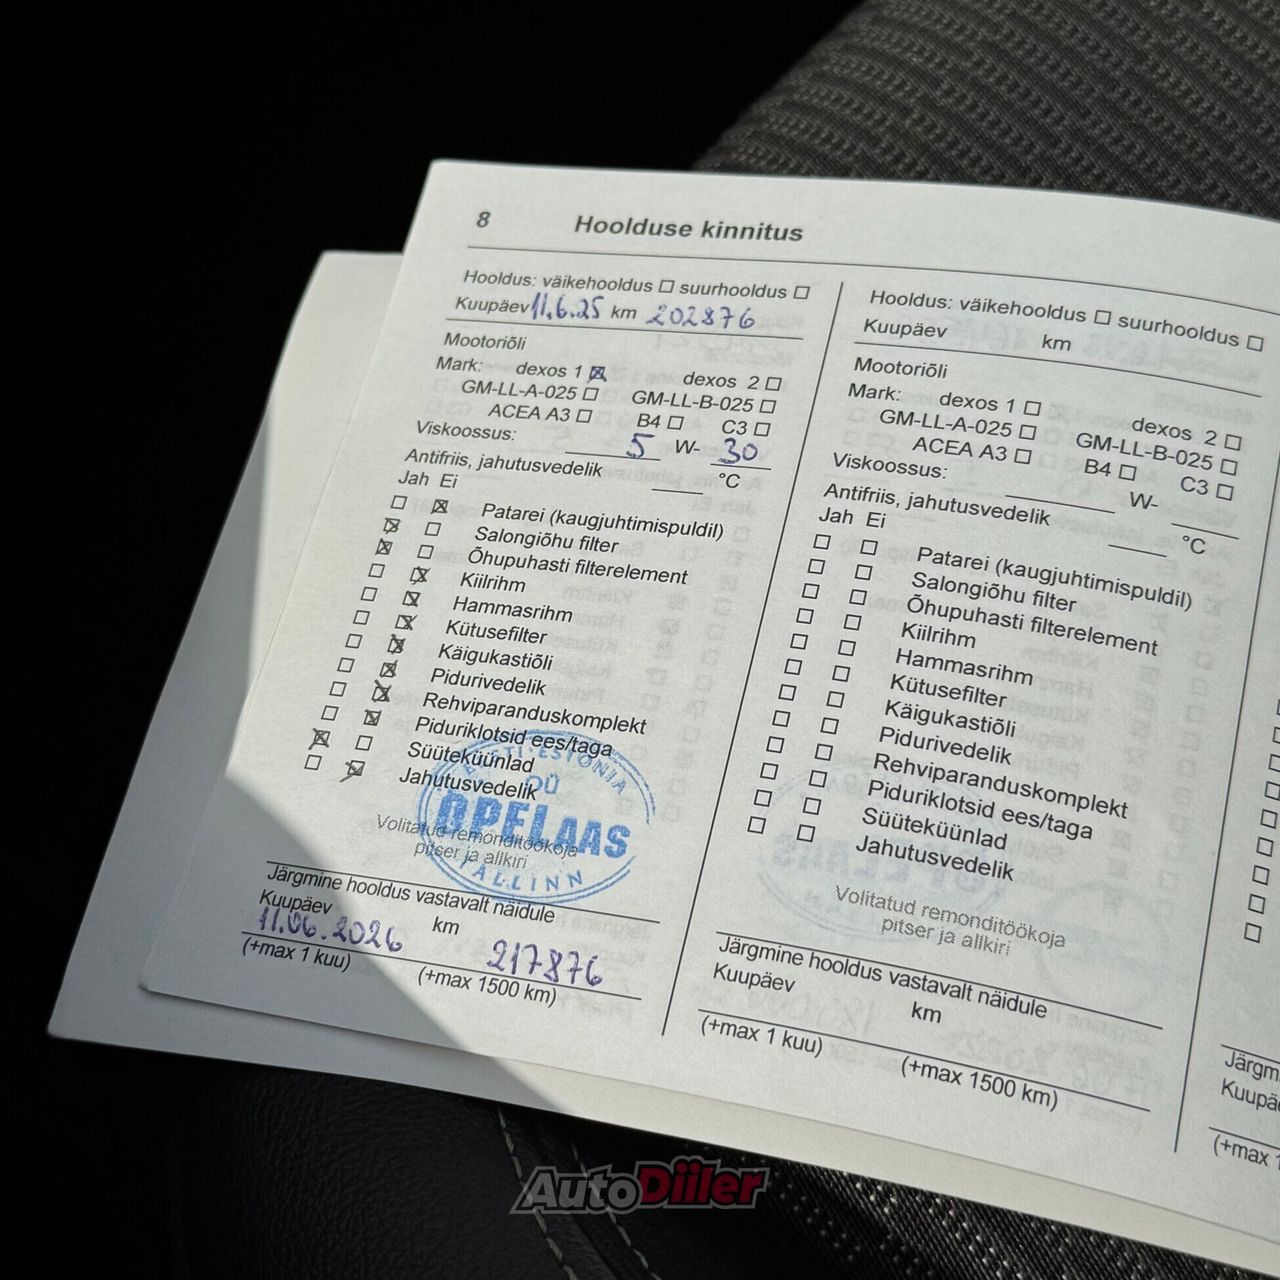 8 Hoolduse kinnitus
Hooldus: väikehooldus ☐ suurhooldus ☐
Kuupäev 11.6.25 km 202876
Mootoriõli
Mark: dexos 1 ☒ dexos 2 ☐
GM-LL-A-025 ☐ GM-LL-B-025 ☐
ACEA A3 ☐ B4 ☐ C3 ☐
Viskoossus: 5 W- 30
Antifriis, jahutusvedelik °C
Jah Ei
☐ ☒ Patarei (kaugjuhtimispuldil)
☒ ☐ Salongiõhu filter
☒ ☐ Õhupuhasti filterelement
☐ ☒ Kiilrihm
☐ ☒ Hammasrihm
☐ ☒ Kütusefilter
☐ ☒ Käigukastiõli
☐ ☒ Pidurivedelik
☐ ☒ Rehviparanduskomplekt
☐ ☒ Piduriklotsid ees/taga
☒ ☐ Süüteküünlad
☐ ☒ Jahutusvedelik
EESTI·ESTONIA
OÜ
OPELAAS
TALLINN
Volitatud remonditöökoja
pitser ja allkiri
Järgmine hooldus vastavalt näidule
Kuupäev km
11.06.2026 217876
(+max 1 kuu) (+max 1500 km)
Hooldus: väikehooldus ☐ suurhooldus ☐
Kuupäev km
Mootoriõli
Mark: dexos 1 ☐ dexos 2 ☐
GM-LL-A-025 ☐ GM-LL-B-025 ☐
ACEA A3 ☐ B4 ☐ C3 ☐
Viskoossus: W-
Antifriis, jahutusvedelik °C
Jah Ei
☐ ☐ Patarei (kaugjuhtimispuldil)
☐ ☐ Salongiõhu filter
☐ ☐ Õhupuhasti filterelement
☐ ☐ Kiilrihm
☐ ☐ Hammasrihm
☐ ☐ Kütusefilter
☐ ☐ Käigukastiõli
☐ ☐ Pidurivedelik
☐ ☐ Rehviparanduskomplekt
☐ ☐ Piduriklotsid ees/taga
☐ ☐ Süüteküünlad
☐ ☐ Jahutusvedelik
Volitatud remonditöökoja
pitser ja allkiri
Järgmine hooldus vastavalt näidule
Kuupäev km
(+max 1 kuu) (+max 1500 km)
Järgm
Kuupä
(+max 1
AutoDiiler